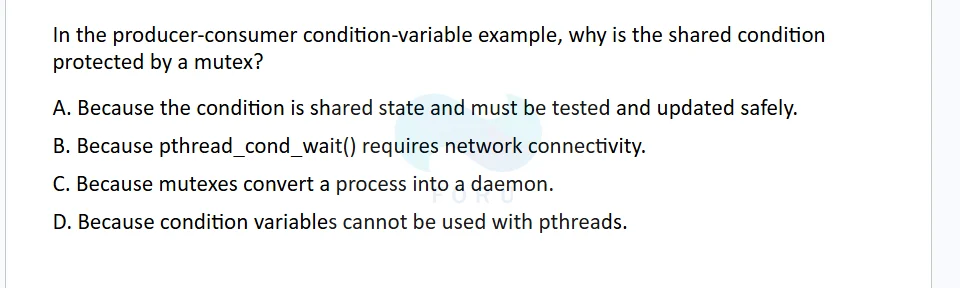 In the producer-consumer condition-variable example, why is the shared condition
protected by a mutex?
A. Because the condition is shared state and must be tested and updated safely.
B. Because pthread_cond_wait() requires network connectivity.
C. Because mutexes convert a process into a daemon.
D. Because condition variables cannot be used with pthreads.